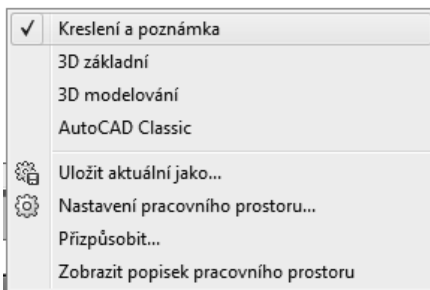 Kreslení a poznámka
3D základní
3D modelování
AutoCAD Classic
Uložit aktuální jako...
Nastavení pracovního prostoru...
Přizpůsobit...
Zobrazit popisek pracovního prostoru